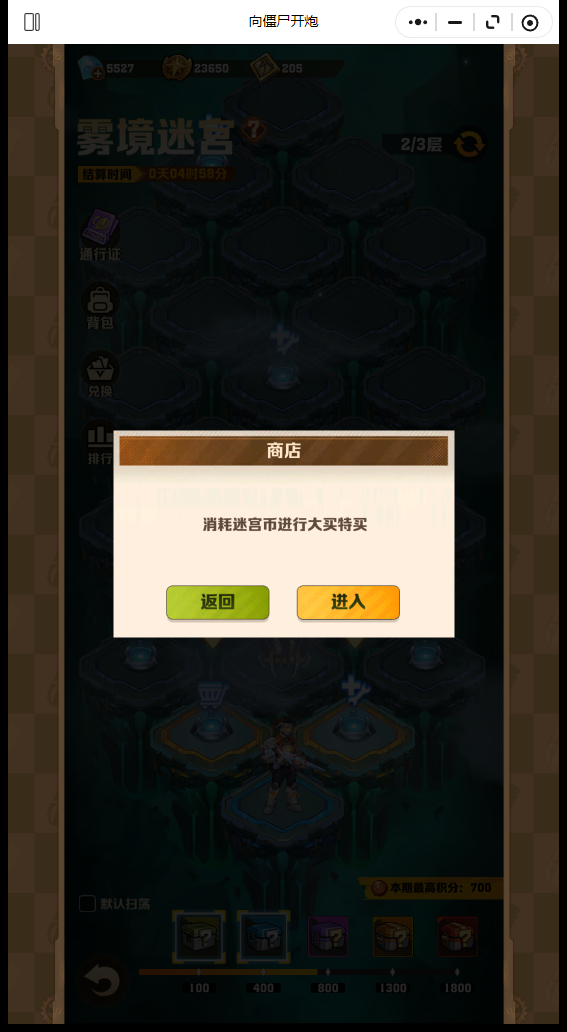 向僵尸开炮
5527
23650
205
雾境迷宫
?
2/3层
结算时间
0天04时58分
通行证
背包
兑换
排行
商店
消耗迷宫币进行大买特买
返回
进入
本期最高积分：700
默认扫荡
? ? ? ? ?
100 400 800 1300 1800